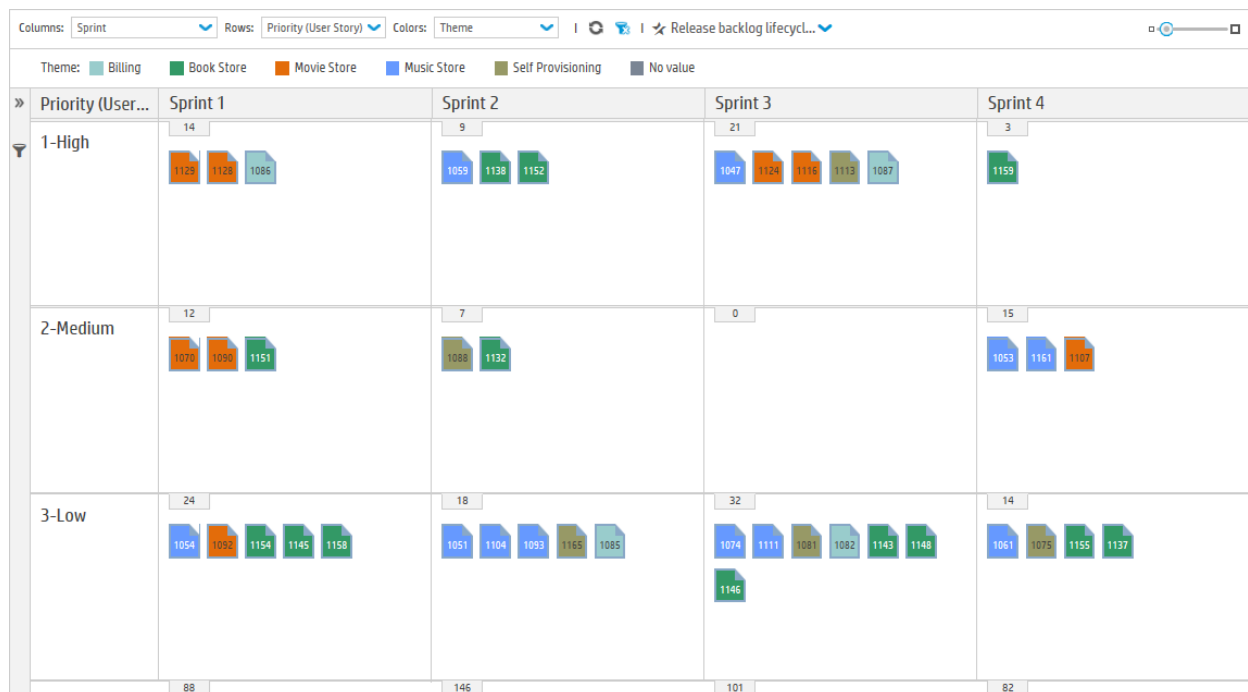 Columns: Sprint Rows: Priority (User Story) Colors: Theme Release backlog lifecycl...
Theme: Billing Book Store Movie Store Music Store Self Provisioning No value
Priority (User... Sprint 1 Sprint 2 Sprint 3 Sprint 4
14 9 21 3
1-High
1129 1128 1086 1059 1138 1152 1047 1124 1116 1113 1087 1159
12 7 0 15
2-Medium
1070 1090 1151 1088 1132 1053 1161 1107
24 18 32 14
3-Low
1054 1092 1154 1145 1158 1051 1104 1093 1165 1085 1074 1111 1081 1082 1143 1148 1061 1075 1155 1137
1146
88 146 101 82